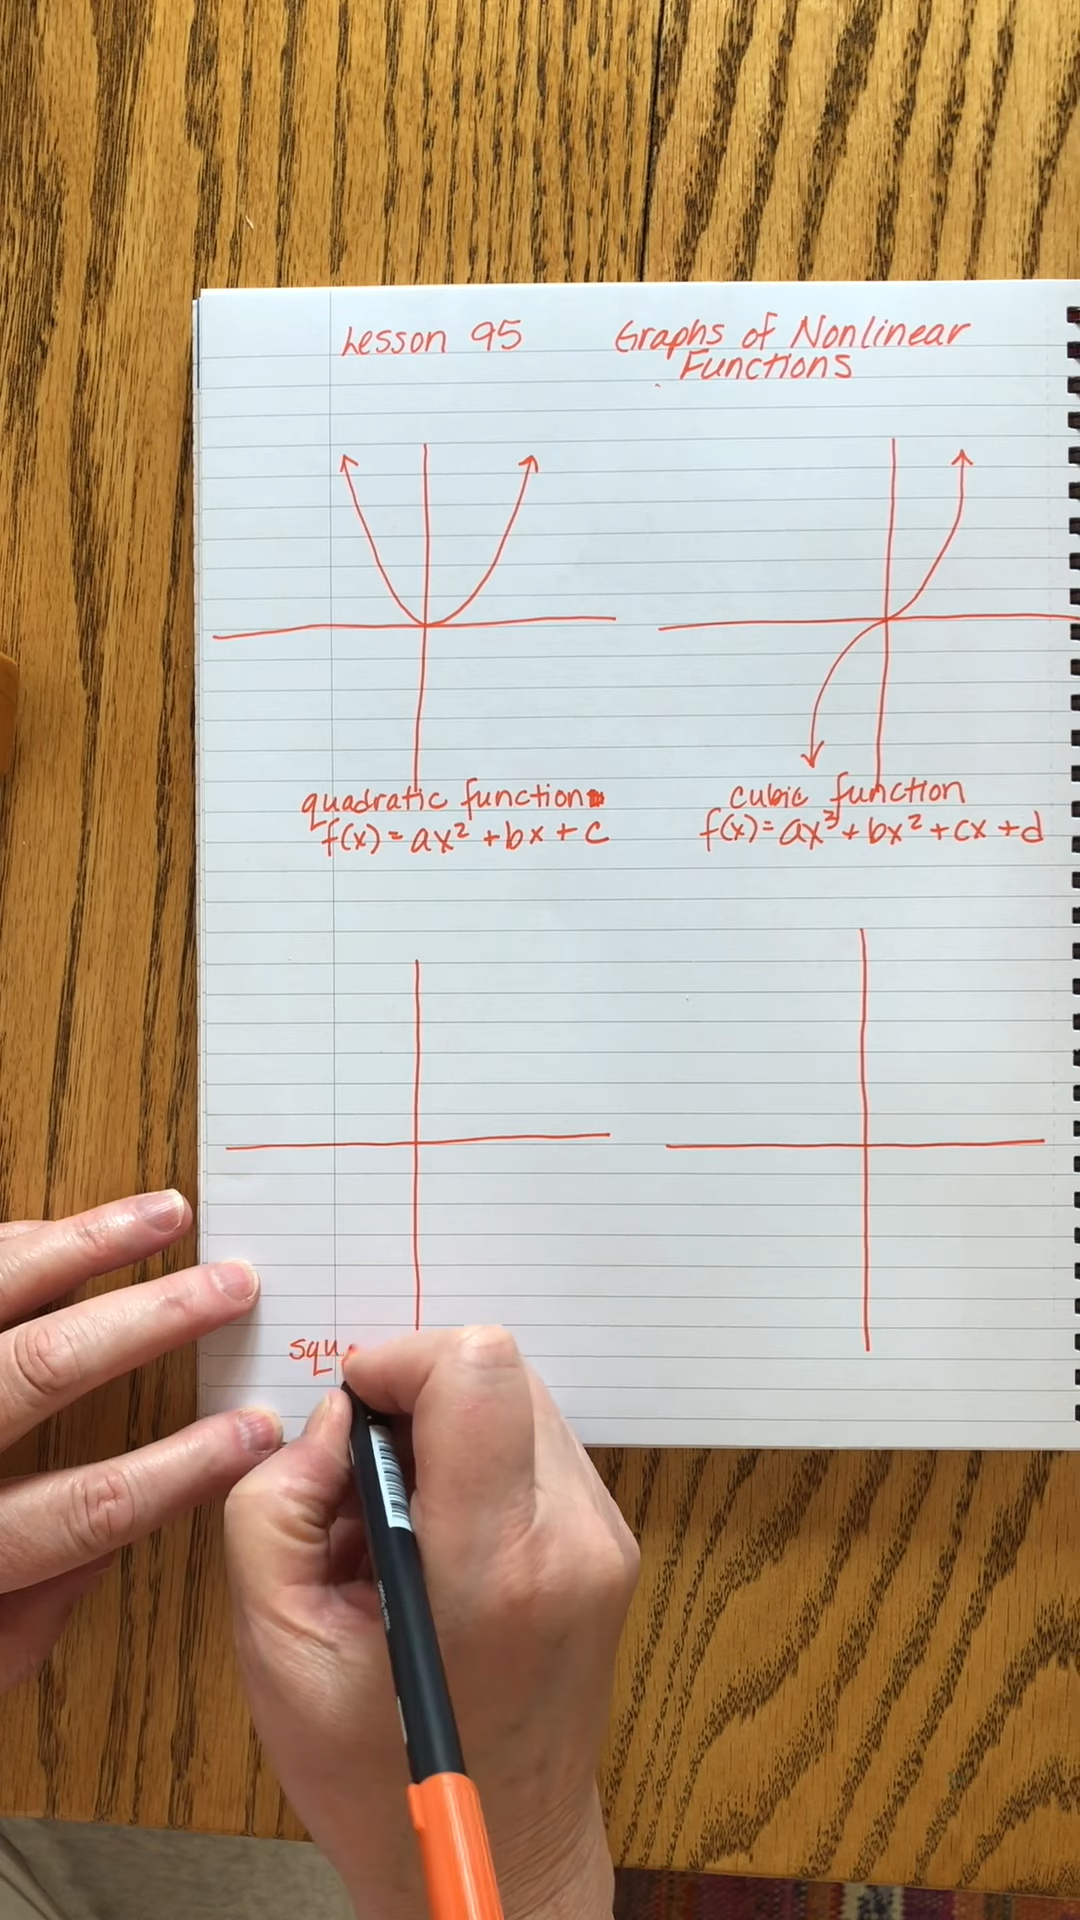 Lesson 95
Graphs of Nonlinear
Functions
quadratic function
f(x) = ax² + bx + c
cubic function
f(x) = ax³ + bx² + cx + d
squ